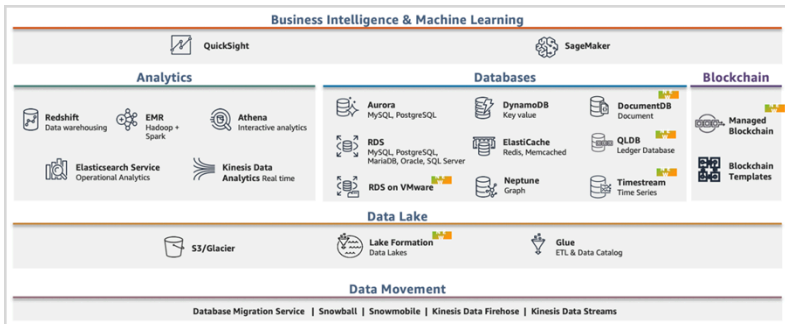 Business Intelligence & Machine Learning
QuickSight
SageMaker
Analytics
Redshift
Data warehousing
EMR
Hadoop +
Spark
Athena
Interactive analytics
Elasticsearch Service
Operational Analytics
Kinesis Data
Analytics Real time
Databases
Aurora
MySQL, PostgreSQL
DynamoDB
Key value
DocumentDB
Document
RDS
MySQL, PostgreSQL,
MariaDB, Oracle, SQL Server
ElastiCache
Redis, Memcached
QLDB
Ledger Database
RDS on VMware
Neptune
Graph
Timestream
Time Series
Blockchain
Managed
Blockchain
Blockchain
Templates
Data Lake
S3/Glacier
Lake Formation
Data Lakes
Glue
ETL & Data Catalog
Data Movement
Database Migration Service | Snowball | Snowmobile | Kinesis Data Firehose | Kinesis Data Streams